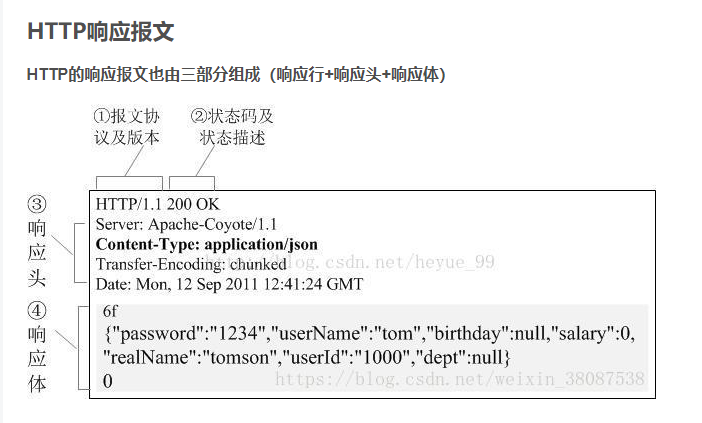 HTTP响应报文
HTTP的响应报文也由三部分组成（响应行+响应头+响应体）
①报文协
议及版本
②状态码及
状态描述
③
响
应
头
HTTP/1.1 200 OK
Server: Apache-Coyote/1.1
Content-Type: application/json
Transfer-Encoding: chunked
http://blog.csdn.net/heyue_99
Date: Mon, 12 Sep 2011 12:41:24 GMT
④
响
应
体
6f
{"password":"1234","userName":"tom","birthday":null,"salary":0,
"realName":"tomson","userId":"1000","dept":null}
0
https://blog.csdn.net/weixin_38087538